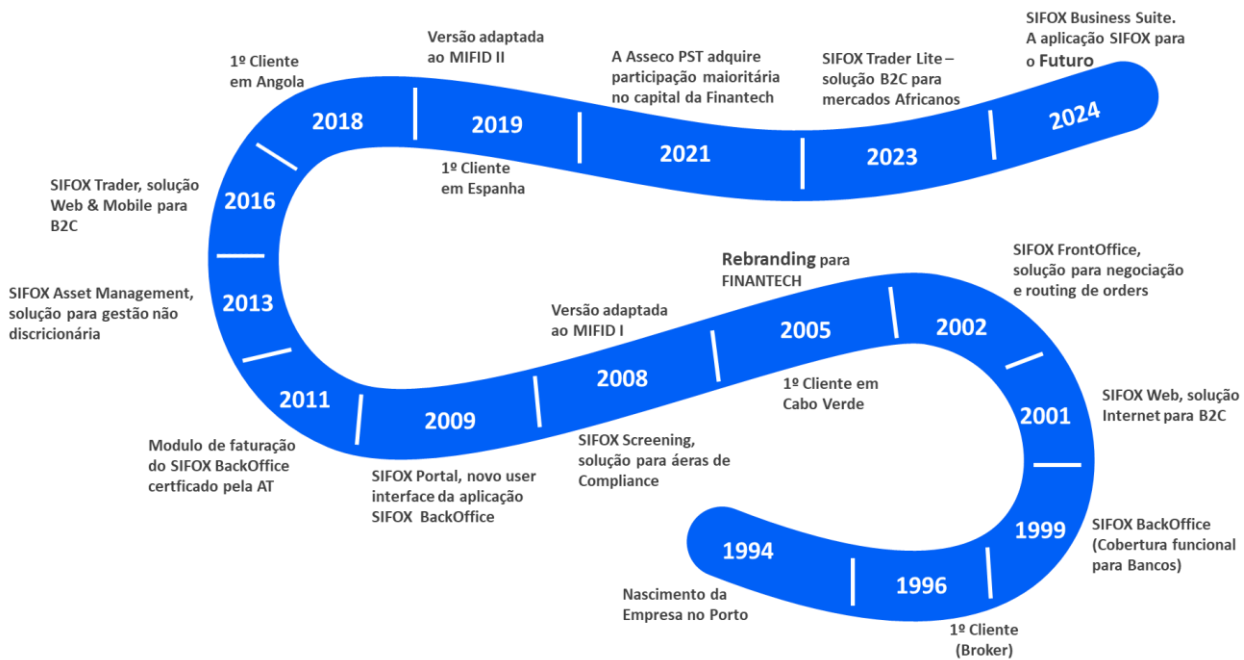 SIFOX Business Suite.
A aplicação SIFOX para
o Futuro
Versão adaptada
ao MIFID II
1º Cliente
em Angola
A Asseco PST adquire
participação maioritária
no capital da Finantech
SIFOX Trader Lite –
solução B2C para
mercados Africanos
2018
2019
2021
2023
2024
1º Cliente
em Espanha
SIFOX Trader, solução
Web & Mobile para
B2C
2016
SIFOX Asset Management,
solução para gestão não
discricionária
2013
Rebranding para
FINANTECH
SIFOX FrontOffice,
solução para negociação
e routing de orders
Versão adaptada
ao MIFID I
2011
2009
2008
2005
2002
1º Cliente em
Cabo Verde
2001
SIFOX Web, solução
Internet para B2C
Modulo de faturação
do SIFOX BackOffice
certficado pela AT
SIFOX Portal, novo user
interface da aplicação
SIFOX BackOffice
SIFOX Screening,
solução para áeras de
Compliance
1994
1996
1999
SIFOX BackOffice
(Cobertura funcional
para Bancos)
Nascimento da
Empresa no Porto
1º Cliente
(Broker)